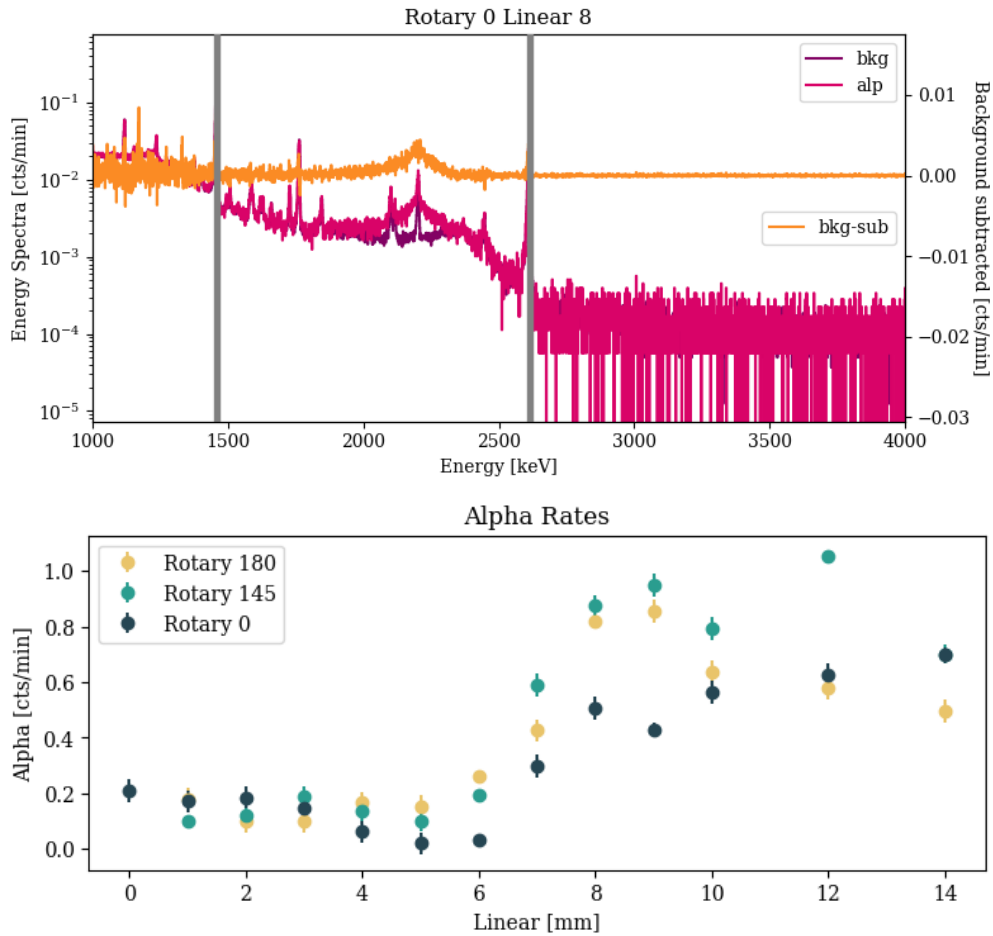 Rotary 0 Linear 8
Energy Spectra [cts/min]
10⁻¹
10⁻²
10⁻³
10⁻⁴
10⁻⁵
bkg
alp
bkg-sub
0.01
0.00
−0.01
−0.02
−0.03
Background subtracted [cts/min]
1000 1500 2000 2500 3000 3500 4000
Energy [keV]
Alpha Rates
Alpha [cts/min]
1.0
0.8
0.6
0.4
0.2
0.0
Rotary 180
Rotary 145
Rotary 0
0 2 4 6 8 10 12 14
Linear [mm]